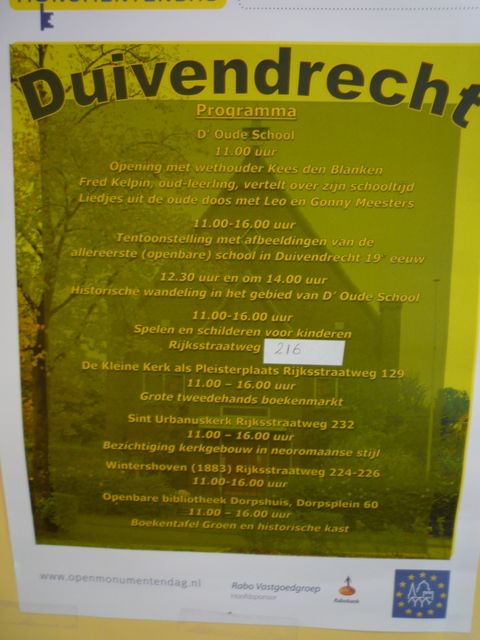 MONUMENTENDAG
Duivendrecht
Programma
D' Oude School
11.00 uur
Opening met wethouder Kees den Blanken
Fred Kelpin, oud-leerling, vertelt over zijn schooltijd
Liedjes uit de oude doos met Leo en Gonny Meesters
11.00-16.00 uur
Tentoonstelling met afbeeldingen van de
allereerste (openbare) school in Duivendrecht 19e eeuw
12.30 uur en om 14.00 uur
Historische wandeling in het gebied van D' Oude School
11.00-16.00 uur
Spelen en schilderen voor kinderen
Rijksstraatweg 216
De Kleine Kerk als Pleisterplaats Rijksstraatweg 129
11.00 – 16.00 uur
Grote tweedehands boekenmarkt
Sint Urbanuskerk Rijksstraatweg 232
11.00 – 16.00 uur
Bezichtiging kerkgebouw in neoromaanse stijl
Wintershoven (1883) Rijksstraatweg 224-226
11.00-16.00 uur
Openbare bibliotheek Dorpshuis, Dorpsplein 60
11.00 – 16.00 uur
Boekentafel Groen en historische kast
www.openmonumentendag.nl
Rabo Vastgoedgroep
Hoofdsponsor
Rabobank